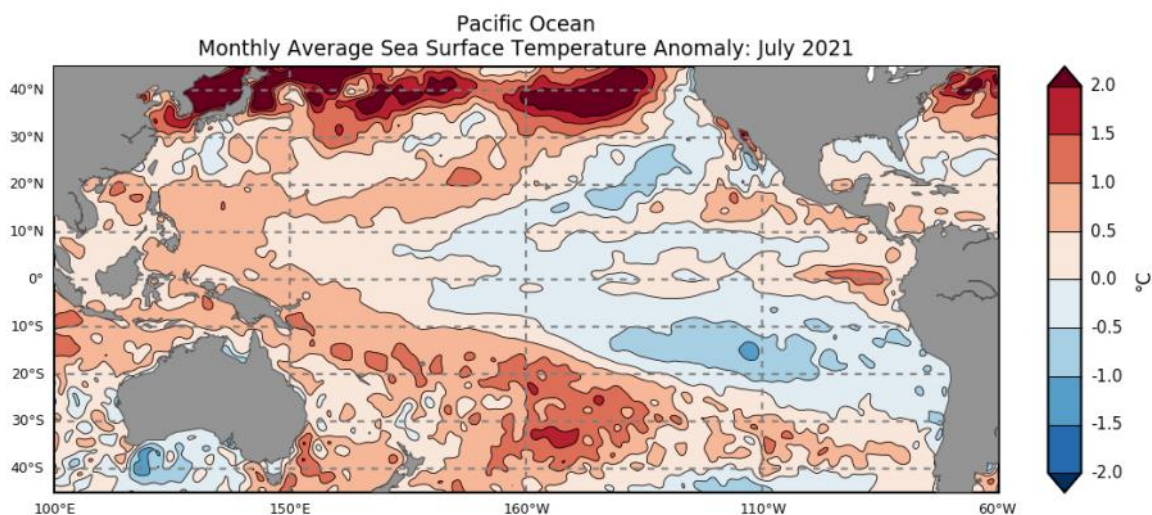 Pacific Ocean
Monthly Average Sea Surface Temperature Anomaly: July 2021
40°N
30°N
20°N
10°N
0°
10°S
20°S
30°S
40°S
100°E
150°E
160°W
110°W
60°W
2.0
1.5
1.0
0.5
0.0
-0.5
-1.0
-1.5
-2.0
°C